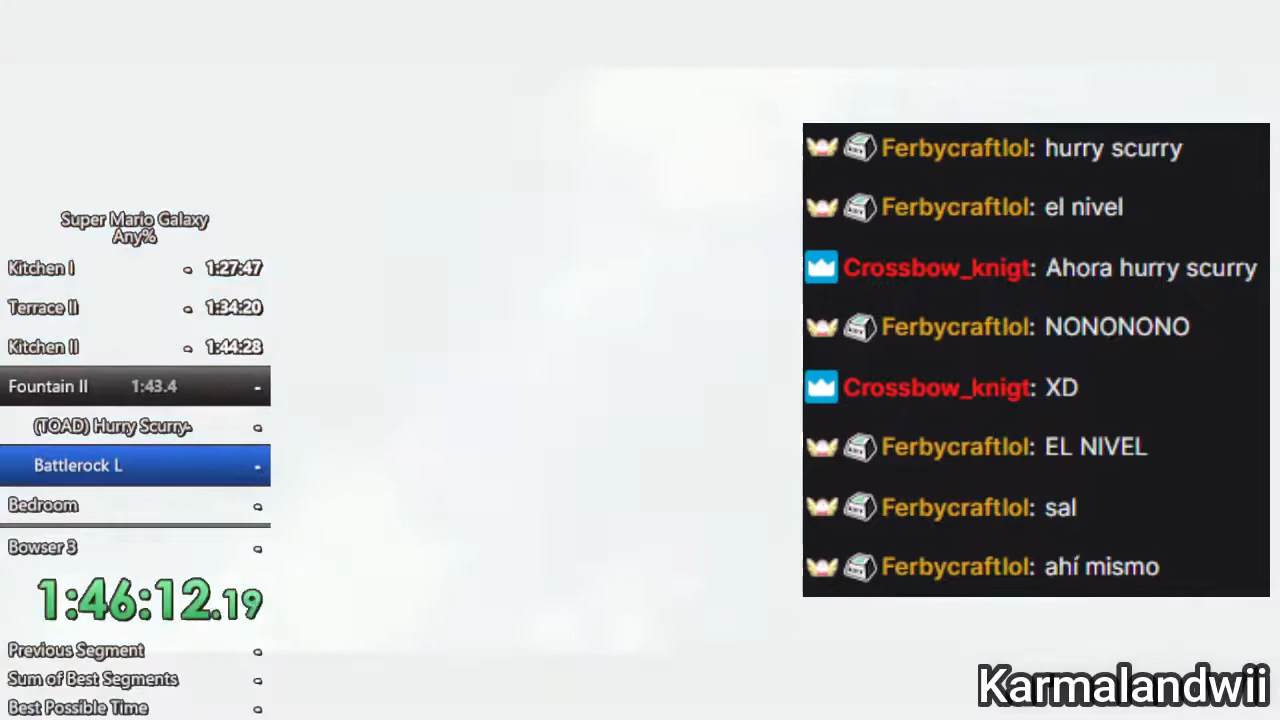 Super Mario Galaxy
Any%
Kitchen I - 1:27:47
Terrace II - 1:34:20
Kitchen II - 1:44:28
Fountain II 1:43.4 -
(TOAD) Hurry Scurry- -
Battlerock L -
Bedroom -
Bowser 3 -
1:46:12.19
Previous Segment -
Sum of Best Segments -
Best Possible Time -
Ferbycraftlol: hurry scurry
Ferbycraftlol: el nivel
Crossbow_knigt: Ahora hurry scurry
Ferbycraftlol: NONONONO
Crossbow_knigt: XD
Ferbycraftlol: EL NIVEL
Ferbycraftlol: sal
Ferbycraftlol: ahí mismo
Karmalandwii